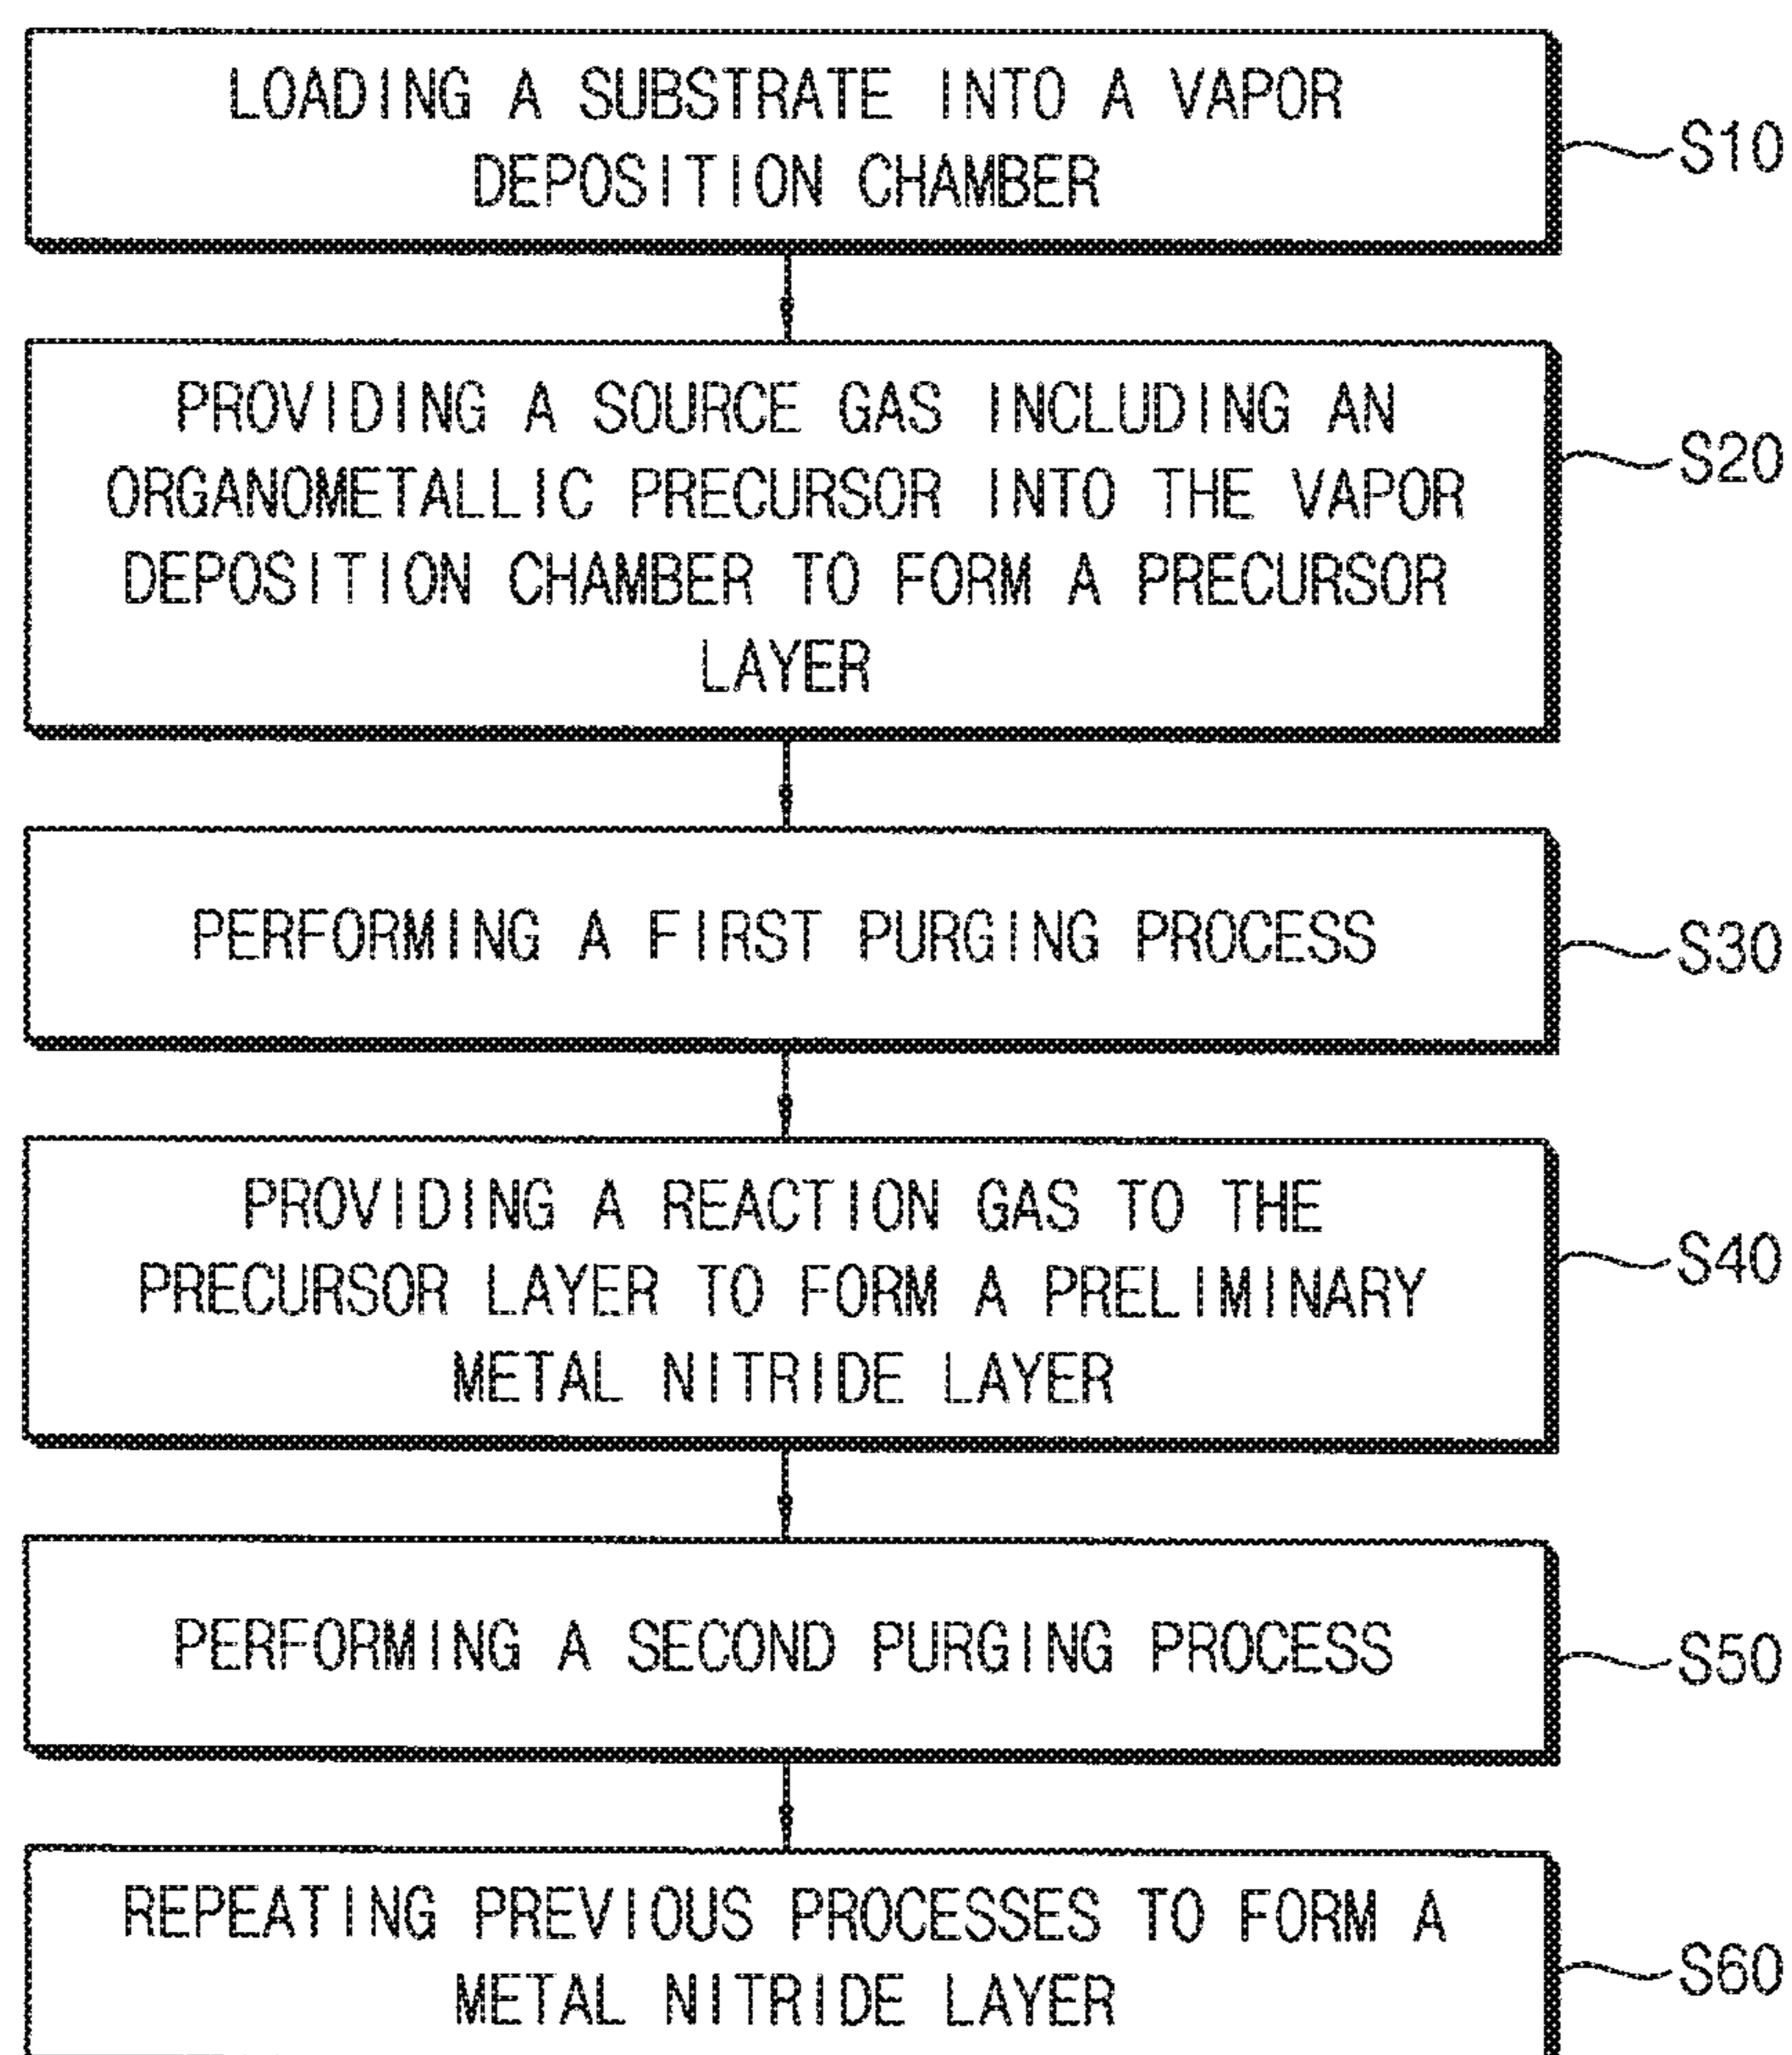 LOADING A SUBSTRATE INTO A VAPOR
DEPOSITION CHAMBER
S10
PROVIDING A SOURCE GAS INCLUDING AN
ORGANOMETALLIC PRECURSOR INTO THE VAPOR
DEPOSITION CHAMBER TO FORM A PRECURSOR
LAYER
S20
PERFORMING A FIRST PURGING PROCESS
S30
PROVIDING A REACTION GAS TO THE
PRECURSOR LAYER TO FORM A PRELIMINARY
METAL NITRIDE LAYER
S40
PERFORMING A SECOND PURGING PROCESS
S50
REPEATING PREVIOUS PROCESSES TO FORM A
METAL NITRIDE LAYER
S60